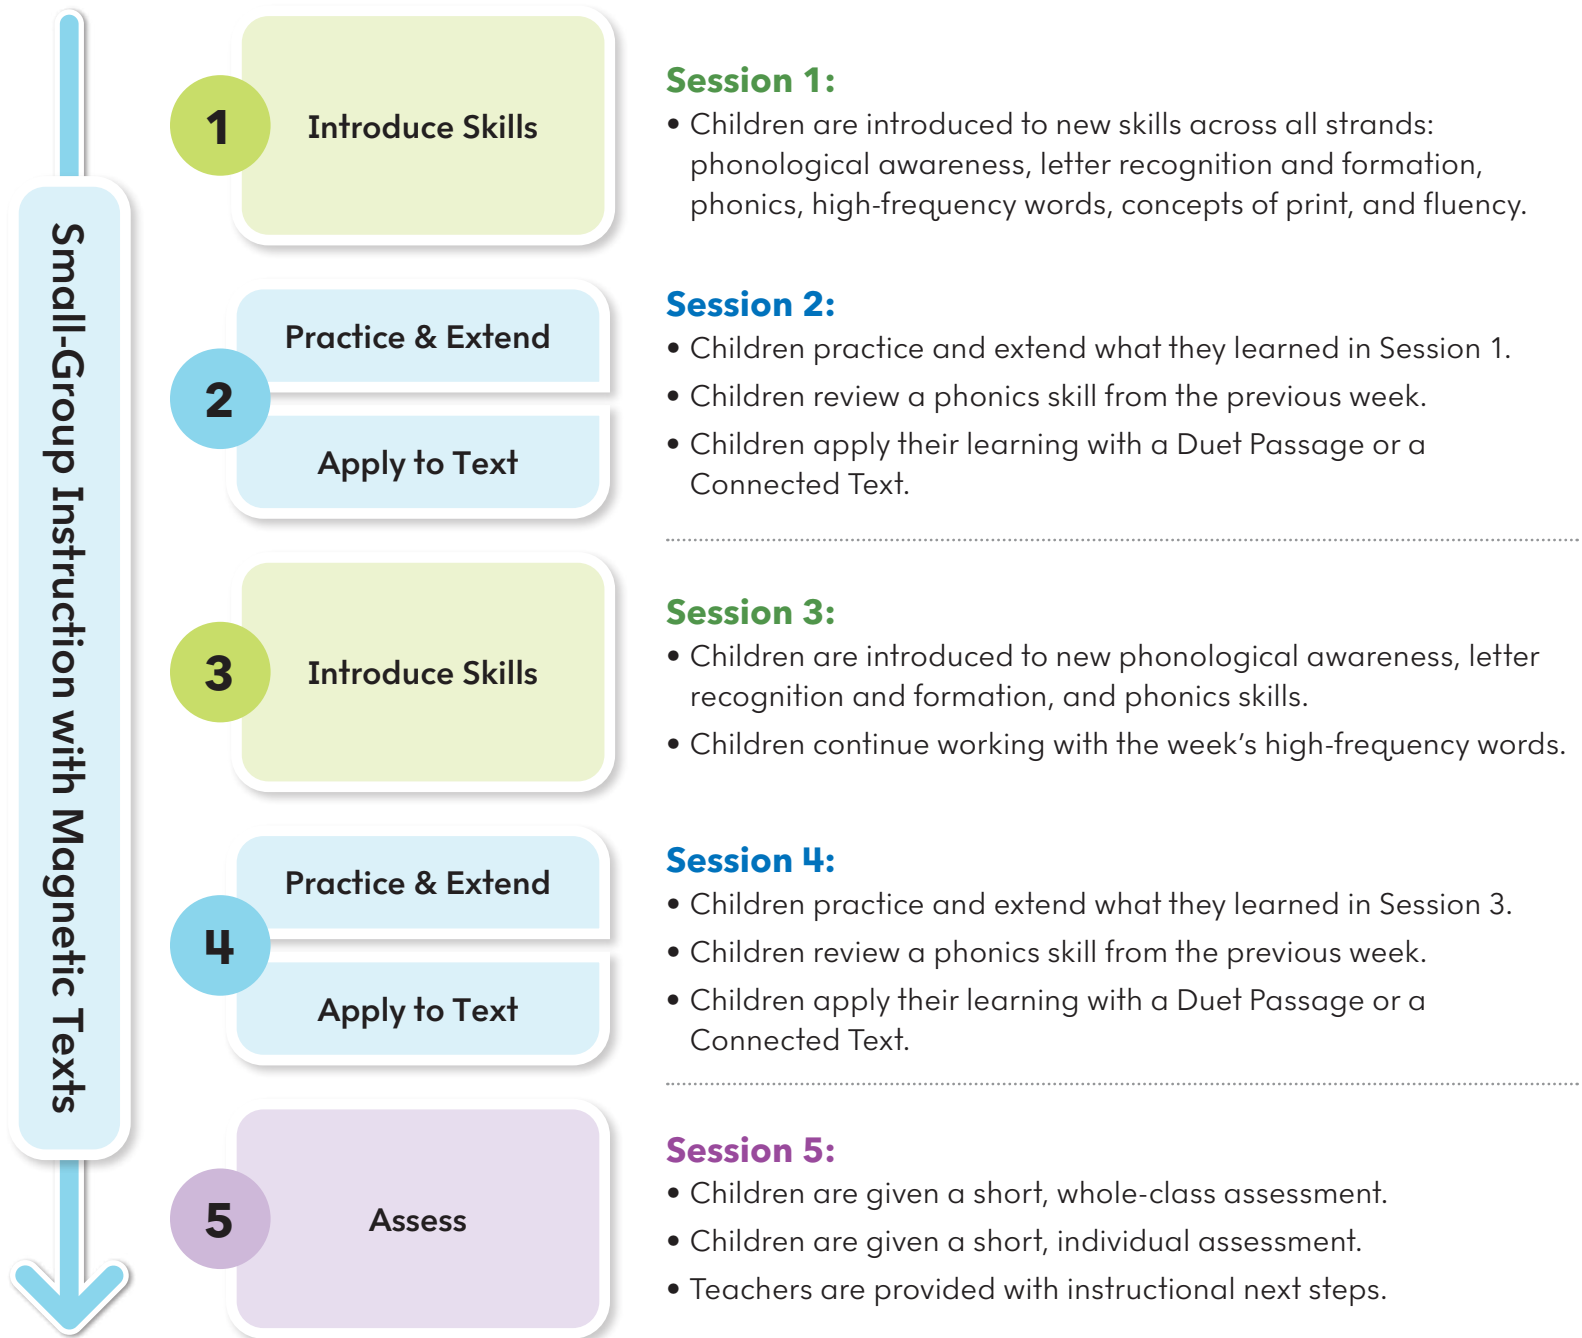 Small-Group Instruction with Magnetic Texts
1
Introduce Skills
Session 1:
• Children are introduced to new skills across all strands:
phonological awareness, letter recognition and formation,
phonics, high-frequency words, concepts of print, and fluency.
2
Practice & Extend
Apply to Text
Session 2:
• Children practice and extend what they learned in Session 1.
• Children review a phonics skill from the previous week.
• Children apply their learning with a Duet Passage or a
Connected Text.
3
Introduce Skills
Session 3:
• Children are introduced to new phonological awareness, letter
recognition and formation, and phonics skills.
• Children continue working with the week's high-frequency words.
4
Practice & Extend
Apply to Text
Session 4:
• Children practice and extend what they learned in Session 3.
• Children review a phonics skill from the previous week.
• Children apply their learning with a Duet Passage or a
Connected Text.
5
Assess
Session 5:
• Children are given a short, whole-class assessment.
• Children are given a short, individual assessment.
• Teachers are provided with instructional next steps.